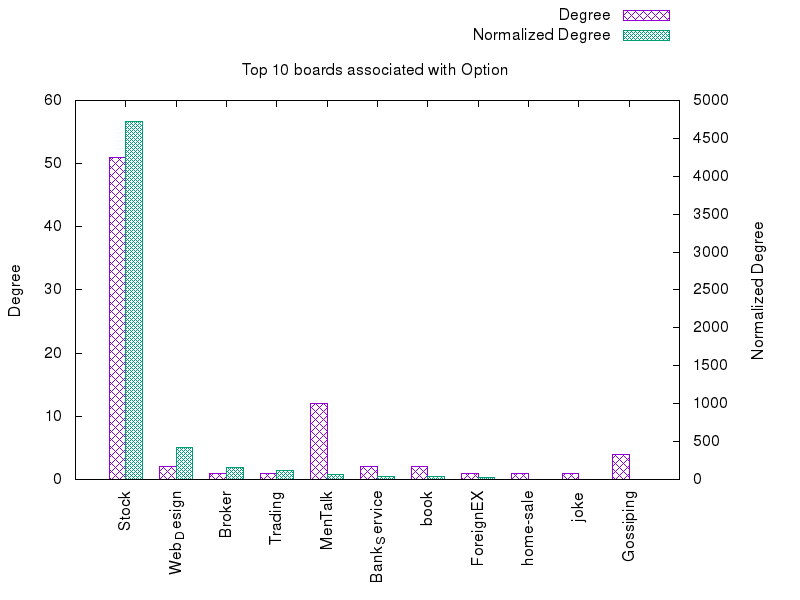 Degree
Normalized Degree
Top 10 boards associated with Option
60
50
40
30
20
10
0
5000
4500
4000
3500
3000
2500
2000
1500
1000
500
0
Degree
Normalized Degree
Stock
Web_Design
Broker
Trading
MenTalk
Bank_Service
book
ForeignEX
home-sale
joke
Gossiping